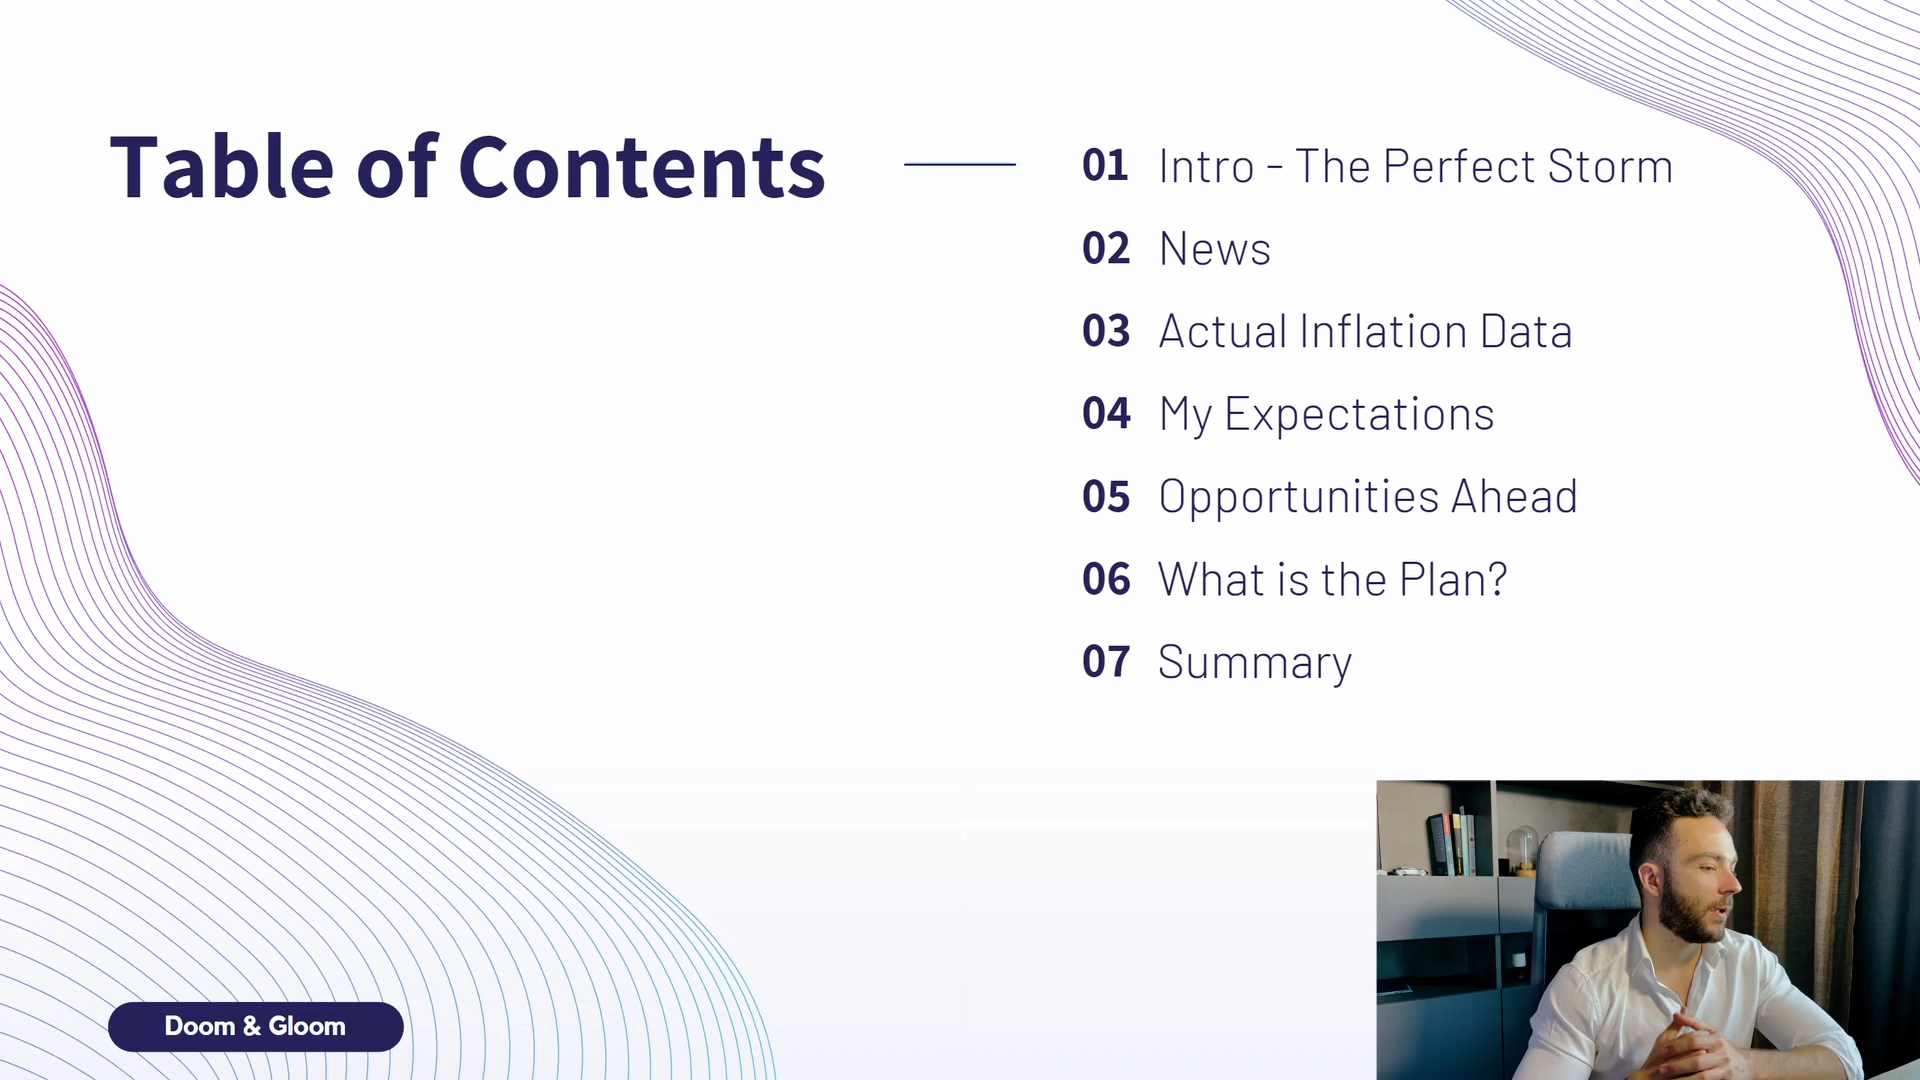 Table of Contents
01 Intro - The Perfect Storm
02 News
03 Actual Inflation Data
04 My Expectations
05 Opportunities Ahead
06 What is the Plan?
07 Summary
Doom & Gloom